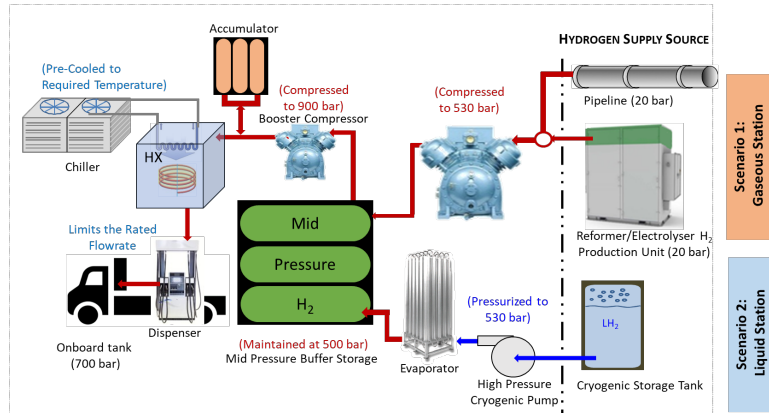 HYDROGEN SUPPLY SOURCE
Accumulator
(Pre-Cooled to
Required Temperature)
(Compressed
to 900 bar)
Booster Compressor
(Compressed
to 530 bar)
Pipeline (20 bar)
Chiller
HX
Scenario 1:
Gaseous Station
Limits the Rated
Flowrate
Mid
Pressure
H2
Reformer/Electrolyser H2
Production Unit (20 bar)
Dispenser
Onboard tank
(700 bar)
(Maintained at 500 bar)
Mid Pressure Buffer Storage
Evaporator
(Pressurized to
530 bar)
High Pressure
Cryogenic Pump
LH2
Cryogenic Storage Tank
Scenario 2:
Liquid Station